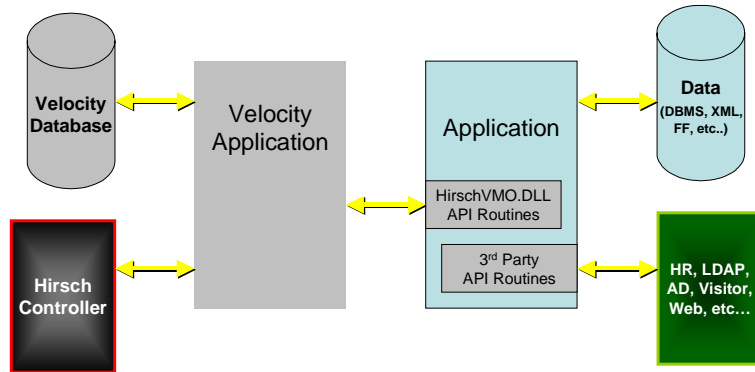 Velocity
Database
Velocity
Application
Application
Data
(DBMS, XML,
FF, etc..)
HirschVMO.DLL
API Routines
3rd Party
API Routines
Hirsch
Controller
HR, LDAP,
AD, Visitor,
Web, etc…